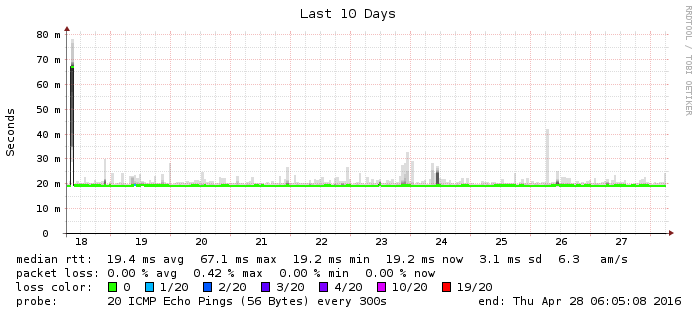 Last 10 Days
RRDTOOL / TOBI OETIKER
Seconds
80 m
70 m
60 m
50 m
40 m
30 m
20 m
10 m
0
18 19 20 21 22 23 24 25 26 27
median rtt: 19.4 ms avg 67.1 ms max 19.2 ms min 19.2 ms now 3.1 ms sd 6.3 am/s
packet loss: 0.00 % avg 0.42 % max 0.00 % min 0.00 % now
loss color: 0 1/20 2/20 3/20 4/20 10/20 19/20
probe: 20 ICMP Echo Pings (56 Bytes) every 300s end: Thu Apr 28 06:05:08 2016